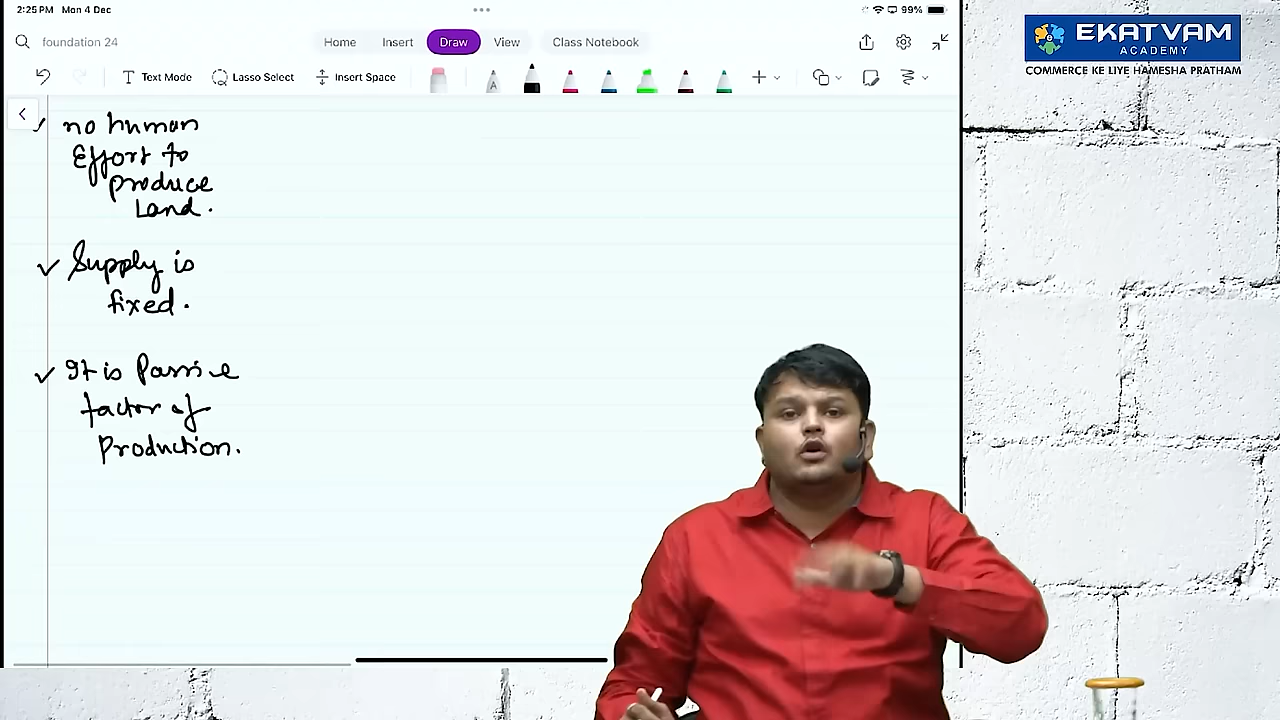 2:25 PM Mon 4 Dec
99%
foundation 24
Home Insert Draw View Class Notebook
Text Mode Lasso Select Insert Space
no human
Effort to
produce
Land.
Supply is
fixed.
It is Passive
factor of
Production.
EKATVAM
ACADEMY
COMMERCE KE LIYE HAMESHA PRATHAM